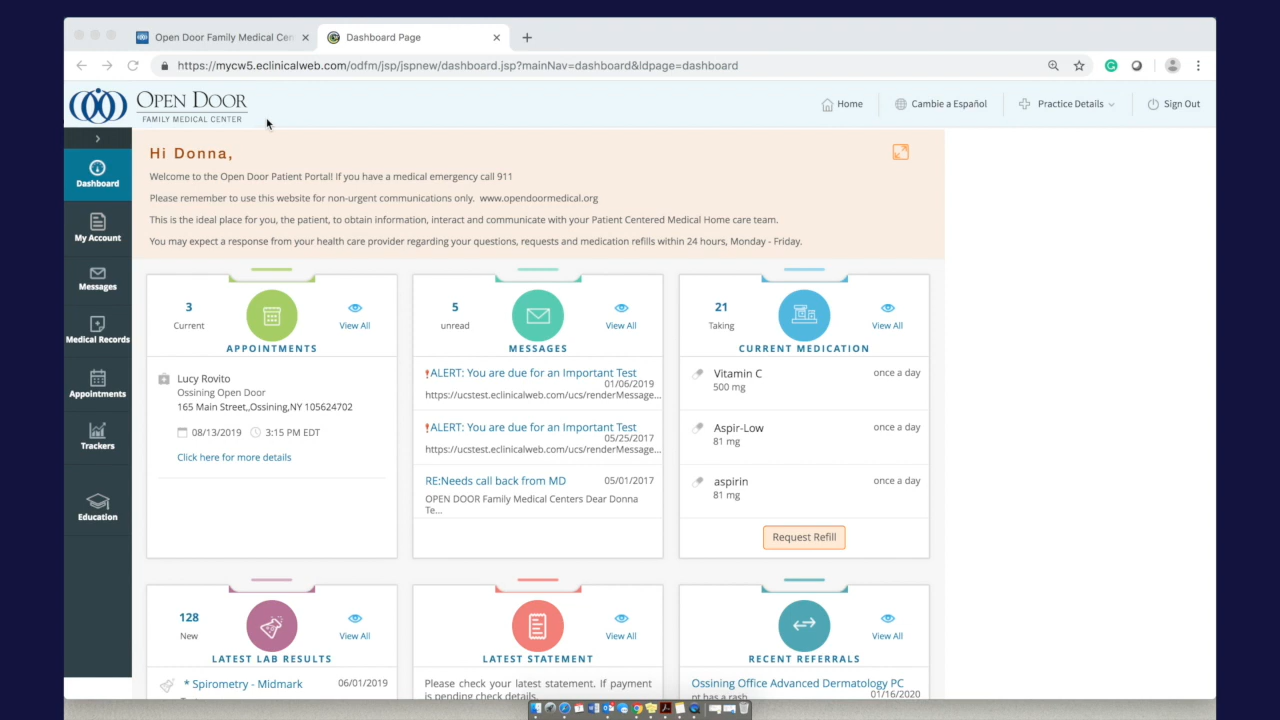 Open Door Family Medical Cen
Dashboard Page
https://mycw5.eclinicalweb.com/odfm/jsp/jspnew/dashboard.jsp?mainNav=dashboard&ldpage=dashboard
OPEN DOOR
FAMILY MEDICAL CENTER
Home
Cambie a Español
Practice Details
Sign Out
Dashboard
My Account
Messages
Medical Records
Appointments
Trackers
Education
Hi Donna,
Welcome to the Open Door Patient Portal! If you have a medical emergency call 911
Please remember to use this website for non-urgent communications only. www.opendoormedical.org
This is the ideal place for you, the patient, to obtain information, interact and communicate with your Patient Centered Medical Home care team.
You may expect a response from your health care provider regarding your questions, requests and medication refills within 24 hours, Monday - Friday.
3
Current
View All
APPOINTMENTS
Lucy Rovito
Ossining Open Door
165 Main Street,,Ossining,NY 105624702
08/13/2019 3:15 PM EDT
Click here for more details
5
unread
View All
MESSAGES
ALERT: You are due for an Important Test
01/06/2019
https://ucstest.eclinicalweb.com/ucs/renderMessage...
ALERT: You are due for an Important Test
05/25/2017
https://ucstest.eclinicalweb.com/ucs/renderMessage...
RE:Needs call back from MD 05/01/2017
OPEN DOOR Family Medical Centers Dear Donna
Te...
21
Taking
View All
CURRENT MEDICATION
Vitamin C once a day
500 mg
Aspir-Low once a day
81 mg
aspirin once a day
81 mg
Request Refill
128
New
View All
LATEST LAB RESULTS
* Spirometry - Midmark 06/01/2019
View All
LATEST STATEMENT
Please check your latest statement. If payment
is pending check details.
View All
RECENT REFERRALS
Ossining Office Advanced Dermatology PC
01/16/2020
pt has a rash